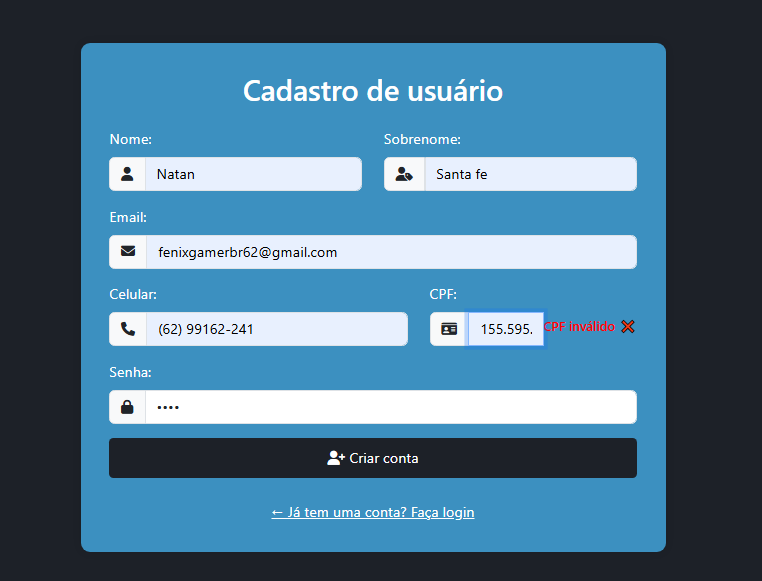 Cadastro de usuário
Nome:
Sobrenome:
Natan
Santa fe
Email:
fenixgamerbr62@gmail.com
Celular:
CPF:
(62) 99162-241
155.595.
CPF inválido ❌
Senha:
••••
Criar conta
← Já tem uma conta? Faça login